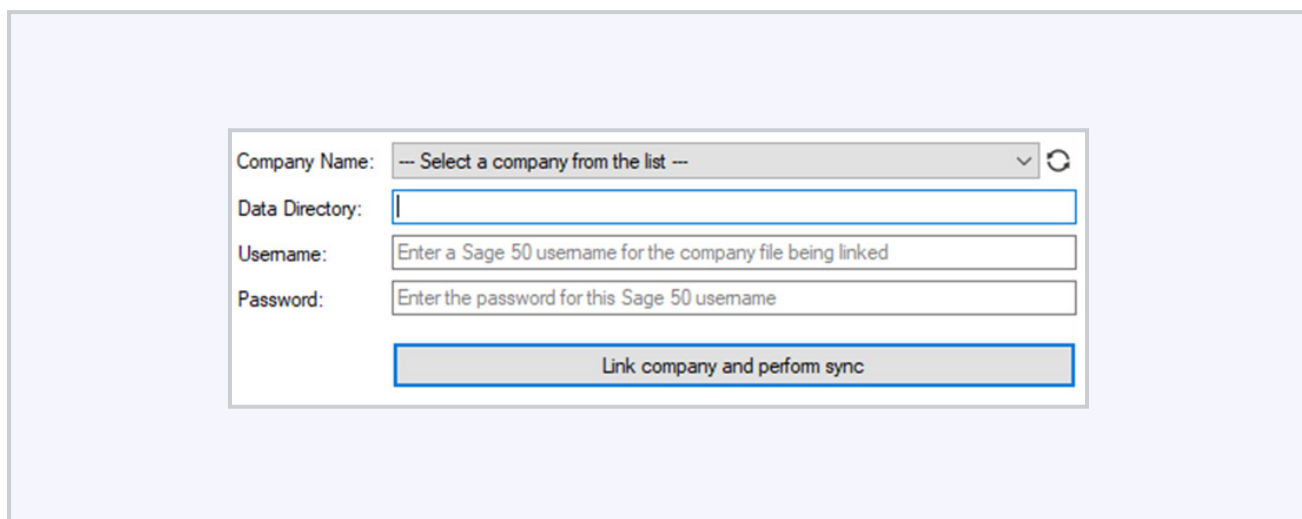 Company Name: --- Select a company from the list ---
Data Directory:
Username: Enter a Sage 50 username for the company file being linked
Password: Enter the password for this Sage 50 username
Link company and perform sync